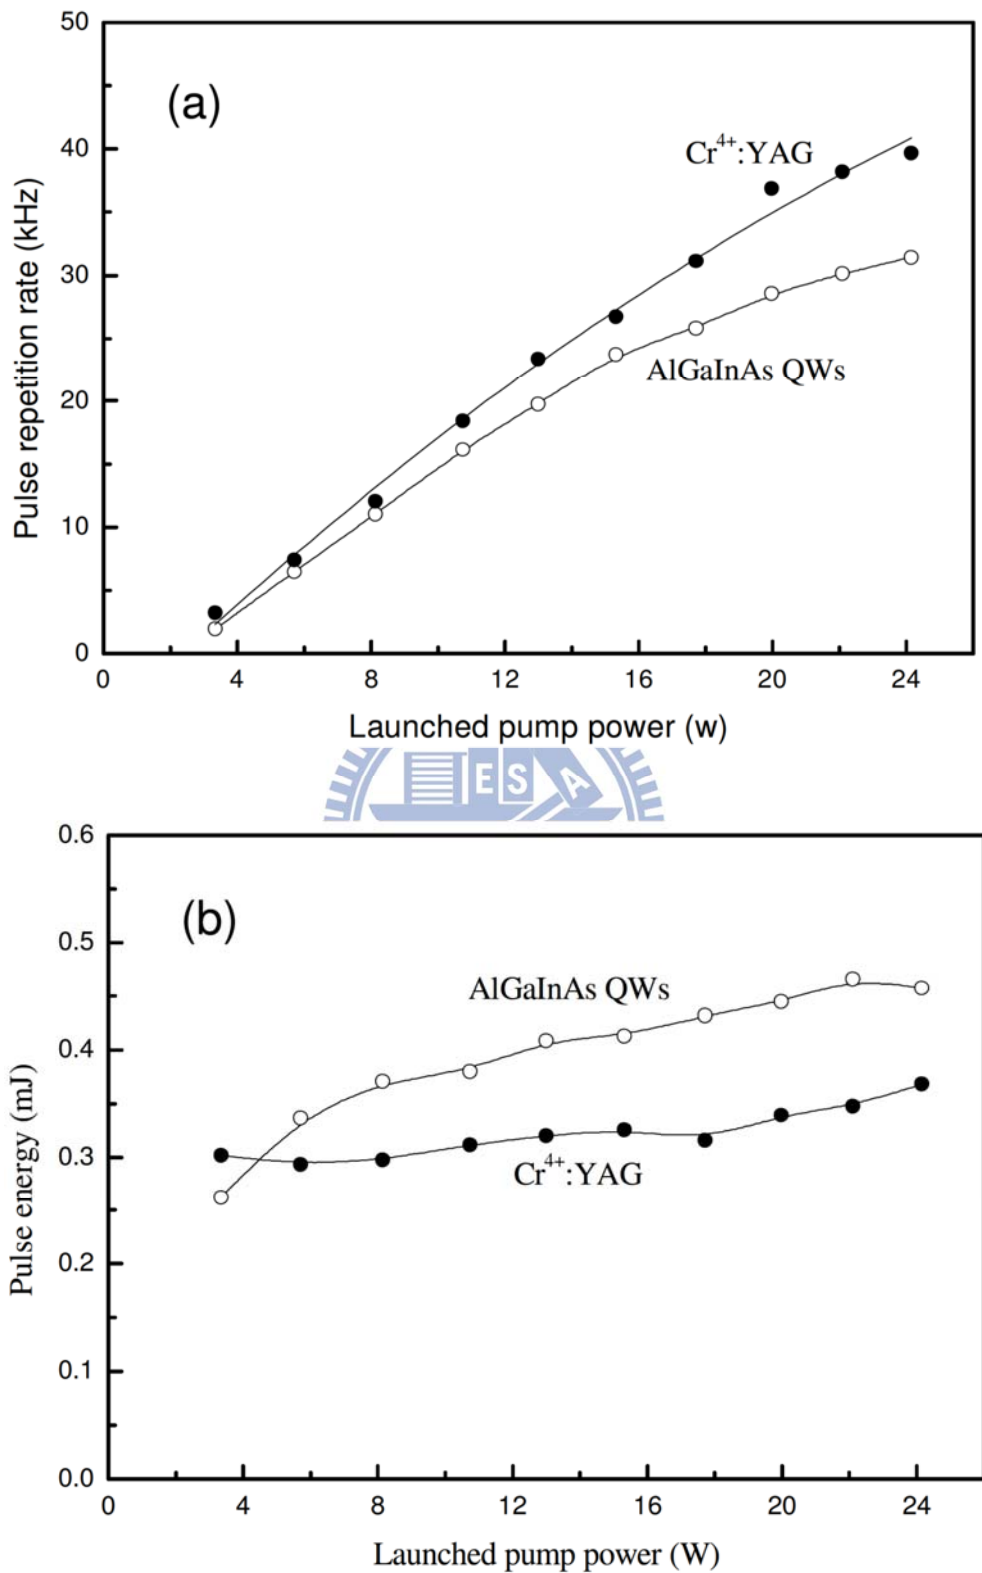 50
(a)
Cr4+:YAG
40
30
AlGaInAs QWs
20
10
0
Pulse repetition rate (kHz)
0 4 8 12 16 20 24
Launched pump power (w)
E S A
0.6
(b)
0.5
AlGaInAs QWs
0.4
0.3
Cr4+:YAG
0.2
0.1
0.0
Pulse energy (mJ)
0 4 8 12 16 20 24
Launched pump power (W)